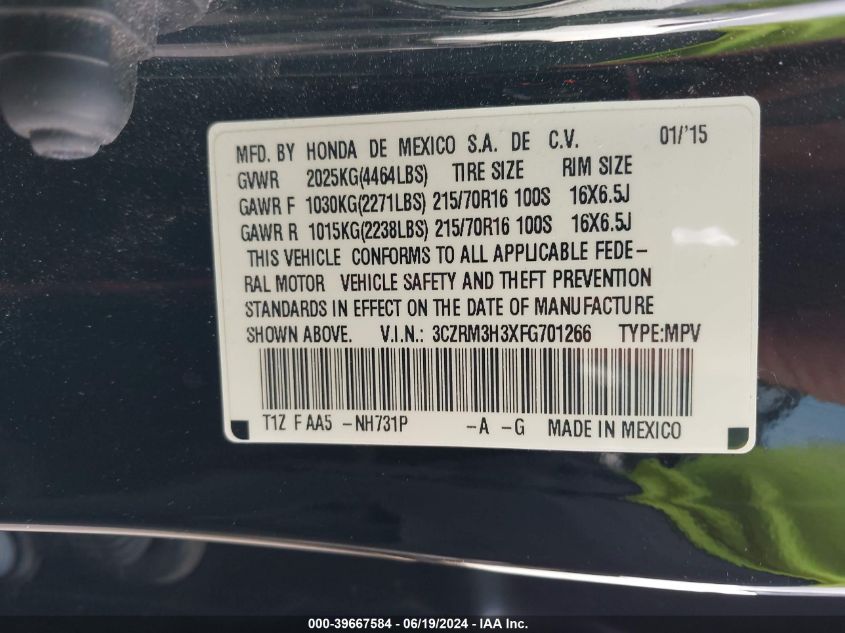 MFD. BY HONDA DE MEXICO S.A. DE C.V. 01/'15
GVWR 2025KG(4464LBS) TIRE SIZE RIM SIZE
GAWR F 1030KG(2271LBS) 215/70R16 100S 16X6.5J
GAWR R 1015KG(2238LBS) 215/70R16 100S 16X6.5J
THIS VEHICLE CONFORMS TO ALL APPLICABLE FEDE-
RAL MOTOR VEHICLE SAFETY AND THEFT PREVENTION
STANDARDS IN EFFECT ON THE DATE OF MANUFACTURE
SHOWN ABOVE. V.I.N.: 3CZRM3H3XFG701266 TYPE:MPV
T1Z F AA5 -NH731P -A -G MADE IN MEXICO
000-39667584 - 06/19/2024 - IAA Inc.